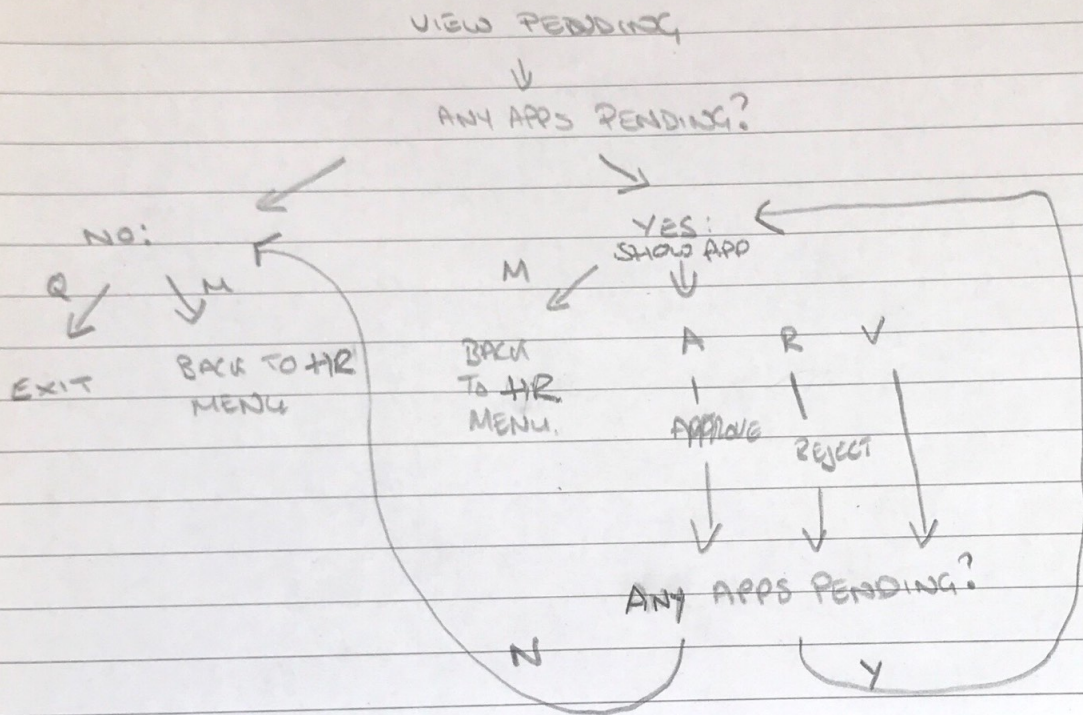 VIEW PENDING
ANY APPS PENDING?
NO:
YES:
SHOW APP
Q
M
M
EXIT
BACK TO HR
MENU
BACK
TO HR
MENU.
A
R
V
APPROVE
REJECT
ANY APPS PENDING?
N
Y